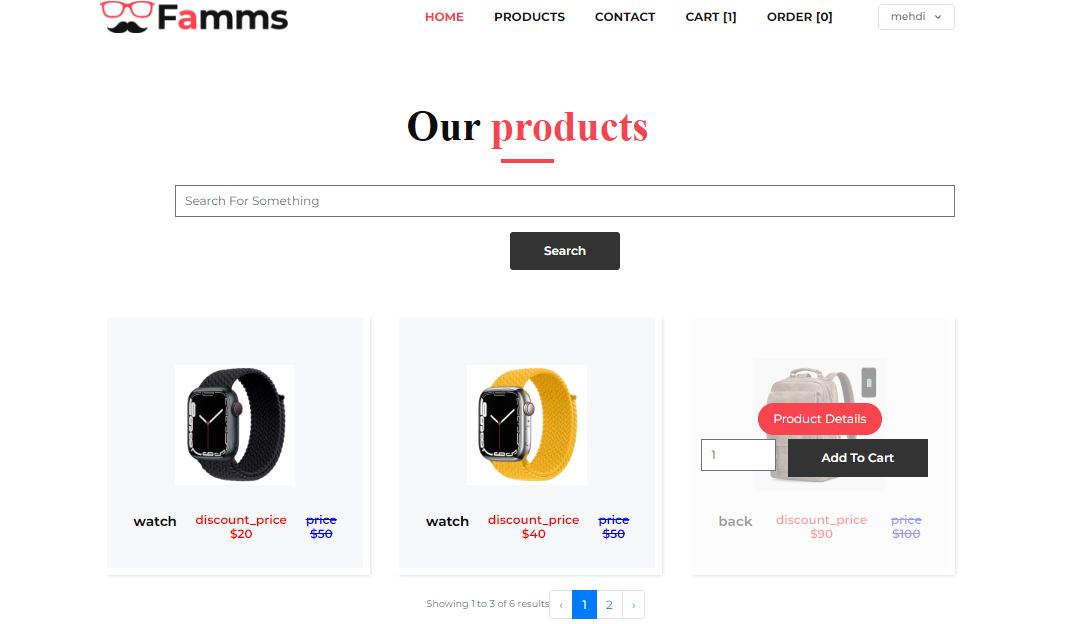 Famms
HOME PRODUCTS CONTACT CART [1] ORDER [0] mehdi
Our products
Search For Something
Search
Product Details
1 Add To Cart
watch discount_price price
$20 $50
watch discount_price price
$40 $50
back discount_price price
$90 $100
Showing 1 to 3 of 6 results ‹ 1 2 ›